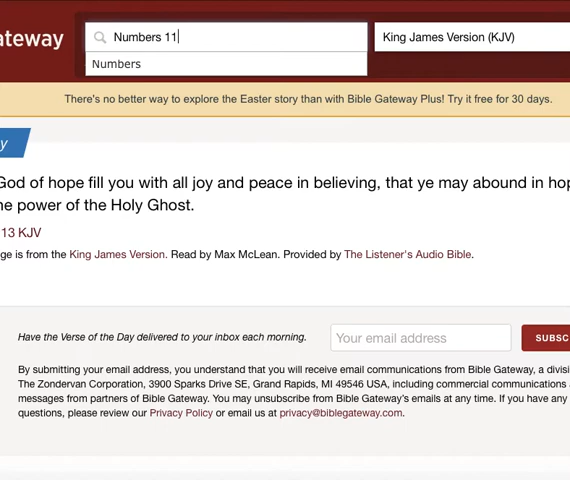 ateway
Numbers 11
King James Version (KJV)
Numbers
There's no better way to explore the Easter story than with Bible Gateway Plus! Try it free for 30 days.
y
God of hope fill you with all joy and peace in believing, that ye may abound in hop
he power of the Holy Ghost.
13 KJV
ge is from the King James Version. Read by Max McLean. Provided by The Listener's Audio Bible.
Have the Verse of the Day delivered to your inbox each morning.
Your email address
SUBSC
By submitting your email address, you understand that you will receive email communications from Bible Gateway, a divisi
The Zondervan Corporation, 3900 Sparks Drive SE, Grand Rapids, MI 49546 USA, including commercial communications
messages from partners of Bible Gateway. You may unsubscribe from Bible Gateway's emails at any time. If you have any
questions, please review our Privacy Policy or email us at privacy@biblegateway.com.